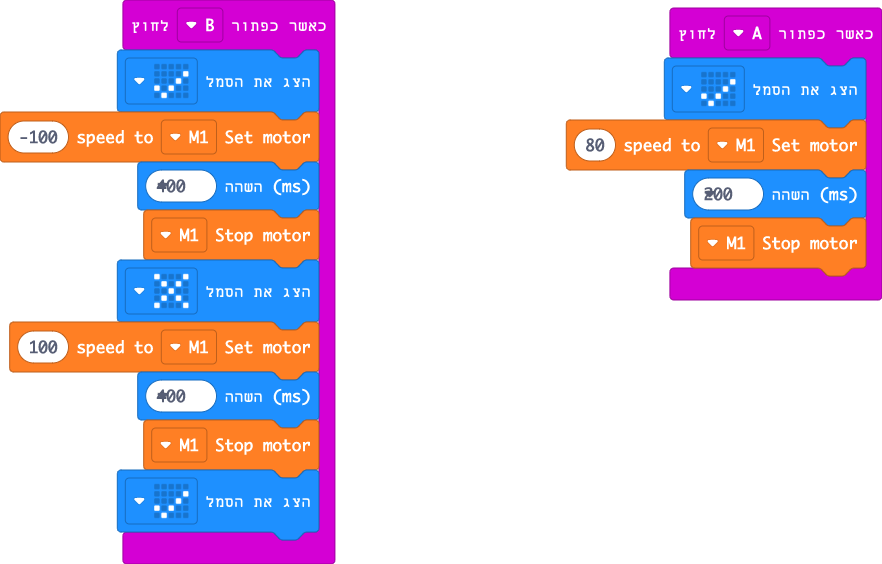 כאשר כפתור A לחוץ
הצג את הסמל
Set motor M1 speed to 80
(ms) השהה 200
Stop motor M1
כאשר כפתור B לחוץ
הצג את הסמל
Set motor M1 speed to -100
(ms) השהה 400
Stop motor M1
הצג את הסמל
Set motor M1 speed to 100
(ms) השהה 400
Stop motor M1
הצג את הסמל